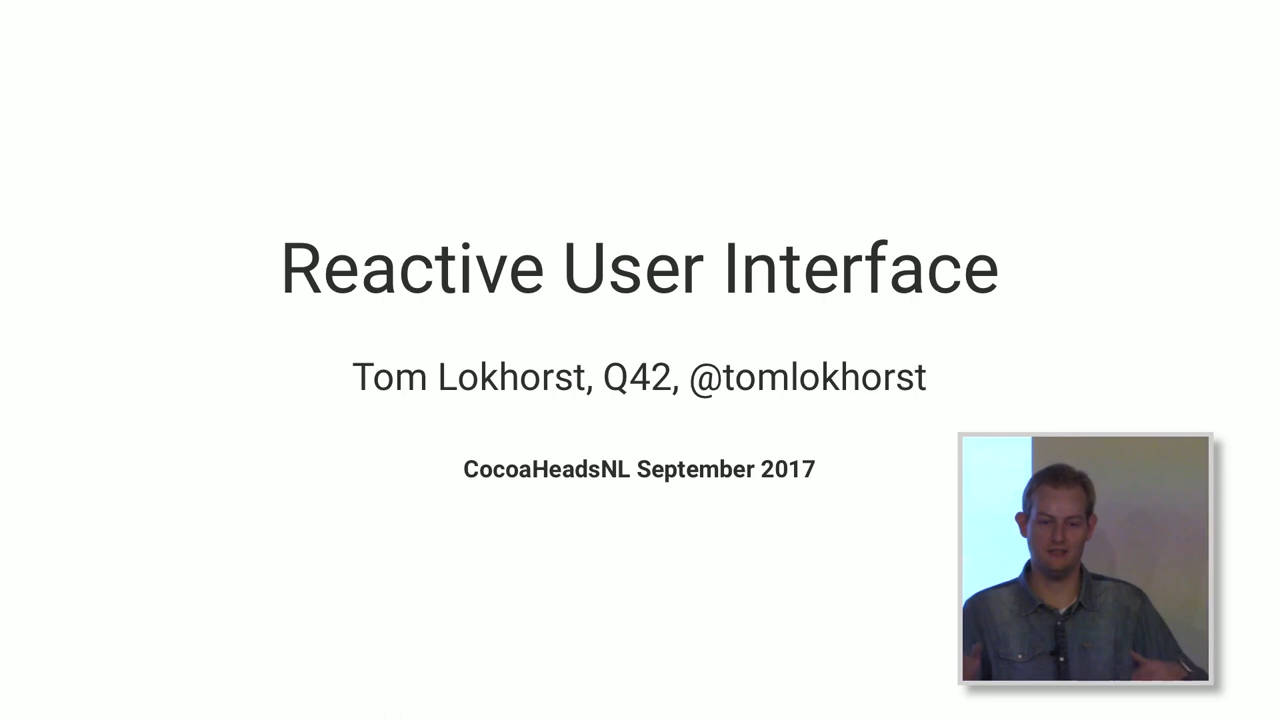 Reactive User Interface
Tom Lokhorst, Q42, @tomlokhorst
CocoaHeadsNL September 2017